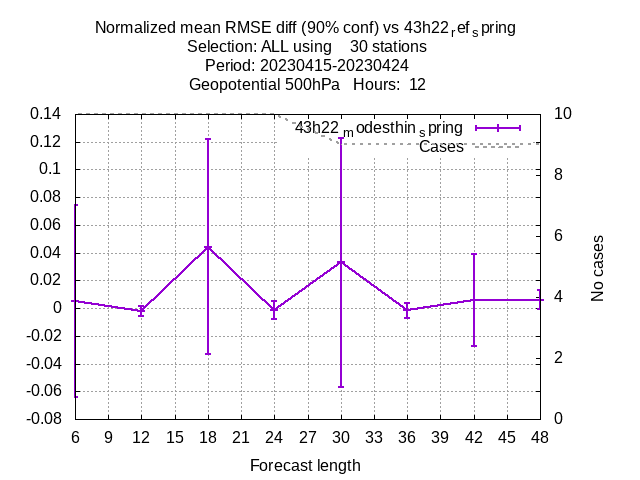 Normalized mean RMSE diff (90% conf) vs 43h22refspring
Selection: ALL using 30 stations
Period: 20230415-20230424
Geopotential 500hPa Hours: 12
43h22modesthinspring
Cases
0.14
0.12
0.1
0.08
0.06
0.04
0.02
0
-0.02
-0.04
-0.06
-0.08
10
8
6
4
2
0
No cases
6 9 12 15 18 21 24 27 30 33 36 39 42 45 48
Forecast length